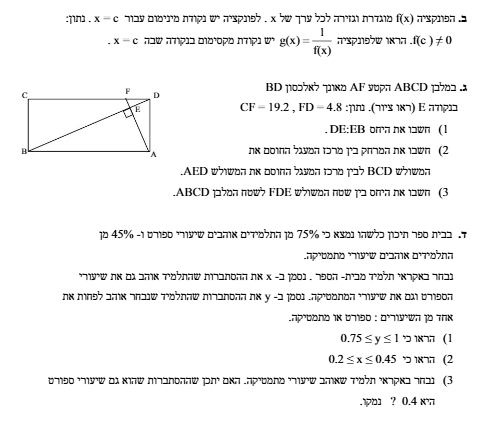 ב. הפונקציה f(x) מוגדרת וגזירה לכל ערך של x . לפונקציה יש נקודת מינימום עבור x = c . נתון:
f(c ) ≠ 0. הראו שלפונקציה g(x) = 1/f(x) יש נקודת מקסימום בנקודה שבה x = c .
ג. במלבן ABCD הקטע AF מאונך לאלכסון BD
בנקודה E (ראו ציור). נתון: CF = 19.2 , FD = 4.8
1) חשבו את היחס DE:EB .
2) חשבו את המרחק בין מרכז המעגל החוסם את
המשולש BCD לבין מרכז המעגל החוסם את המשולש AED.
3) חשבו את היחס בין שטח המשולש FDE לשטח המלבן ABCD.
C F D
E
B A
ד. בבית ספר תיכון כלשהו נמצא כי 75% מן התלמידים אוהבים שיעורי ספורט ו- 45% מן
התלמידים אוהבים שיעורי מתמטיקה.
נבחר באקראי תלמיד מבית- הספר . נסמן ב- x את ההסתברות שהתלמיד אוהב גם את שיעורי
הספורט וגם את שיעורי המתמטיקה. נסמן ב- y את ההסתברות שהתלמיד שנבחר אוהב לפחות את
אחד מן השיעורים : ספורט או מתמטיקה.
1) הראו כי 0.75 ≤ y ≤ 1
2) הראו כי 0.2 ≤ x ≤ 0.45
3) נבחר באקראי תלמיד שאוהב שיעורי מתמטיקה. האם יתכן שההסתברות שהוא גם שיעורי ספורט
היא 0.4 ? נמקו.